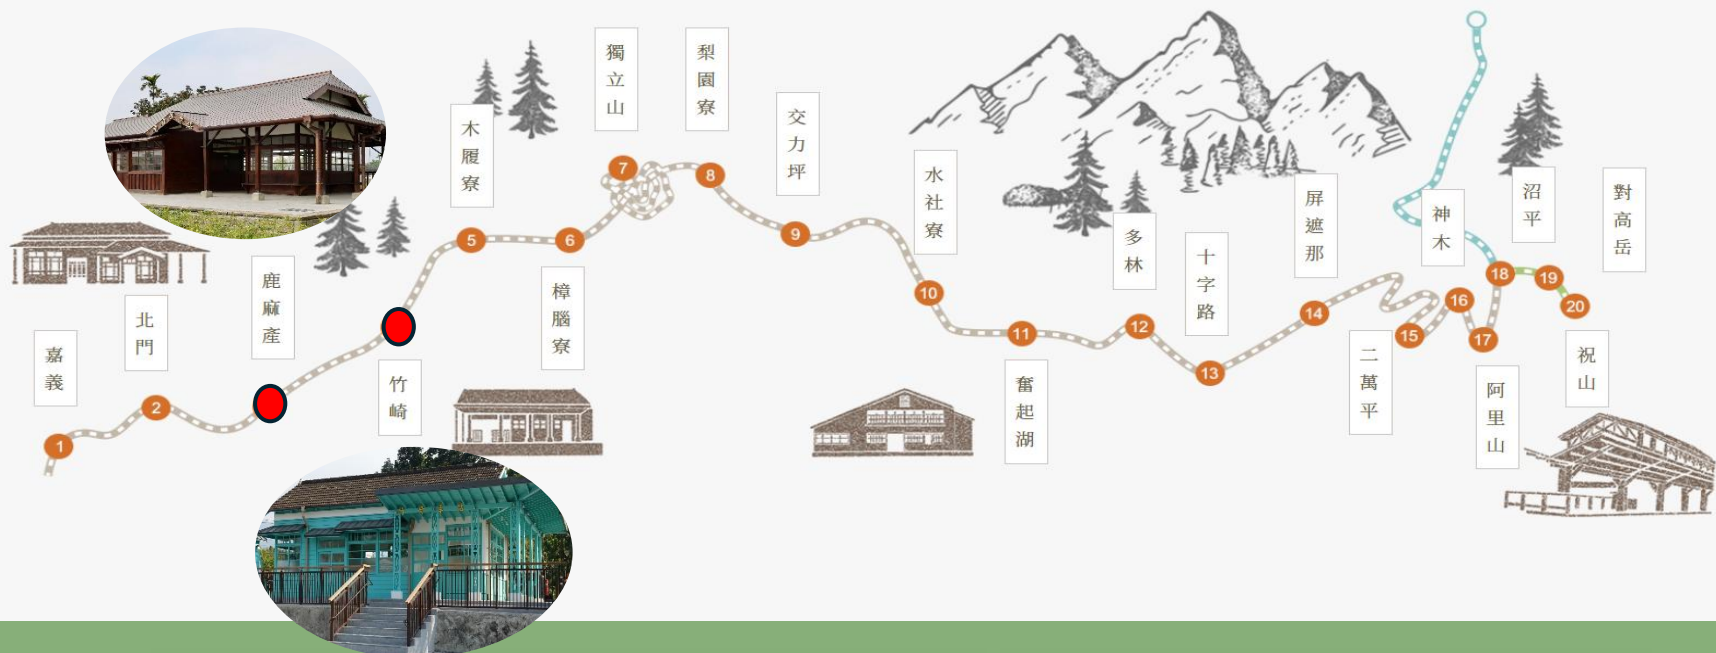 嘉義
北門
鹿麻產
竹崎
木履寮
樟腦寮
獨立山
梨園寮
交力坪
水社寮
奮起湖
多林
十字路
屏遮那
二萬平
神木
阿里山
沼平
對高岳
祝山
1
2
5
6
7
8
9
10
11
12
13
14
15
16
17
18
19
20